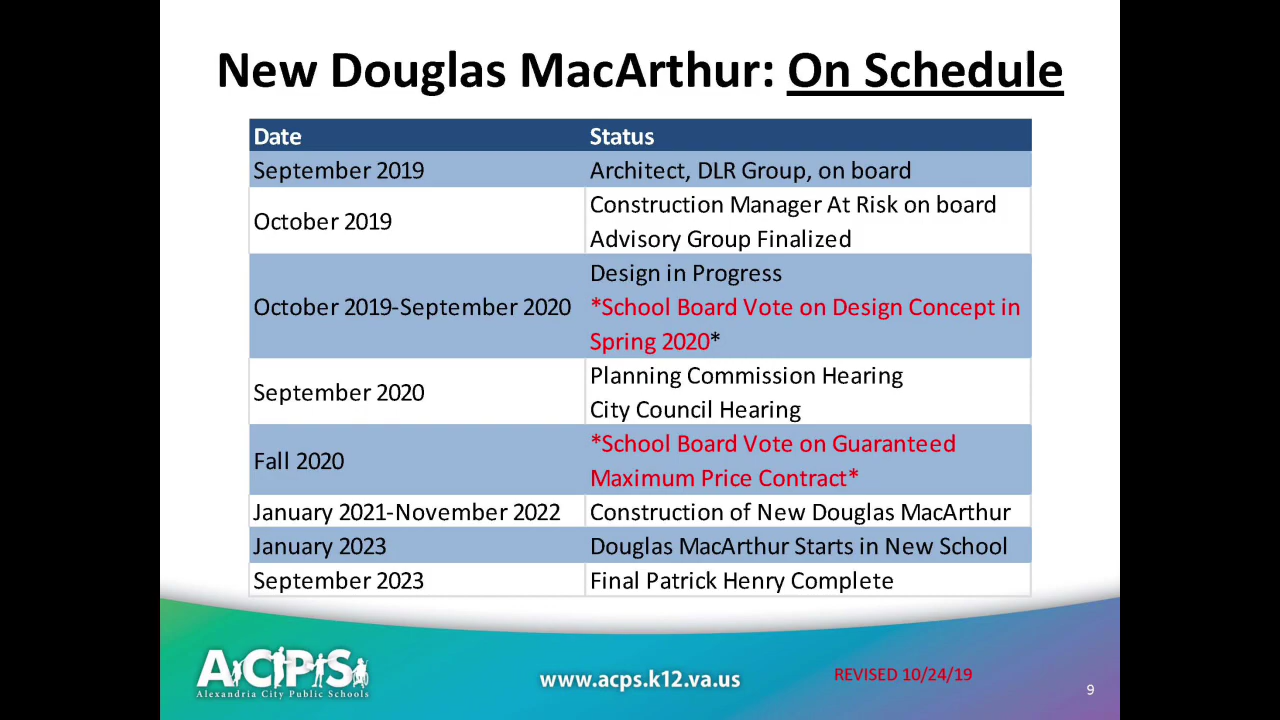 New Douglas MacArthur: On Schedule
Date Status
September 2019 Architect, DLR Group, on board
October 2019 Construction Manager At Risk on board
Advisory Group Finalized
October 2019-September 2020 Design in Progress
*School Board Vote on Design Concept in
Spring 2020*
September 2020 Planning Commission Hearing
City Council Hearing
Fall 2020 *School Board Vote on Guaranteed
Maximum Price Contract*
January 2021-November 2022 Construction of New Douglas MacArthur
January 2023 Douglas MacArthur Starts in New School
September 2023 Final Patrick Henry Complete
ACPS
Alexandria City Public Schools
www.acps.k12.va.us
REVISED 10/24/19
9